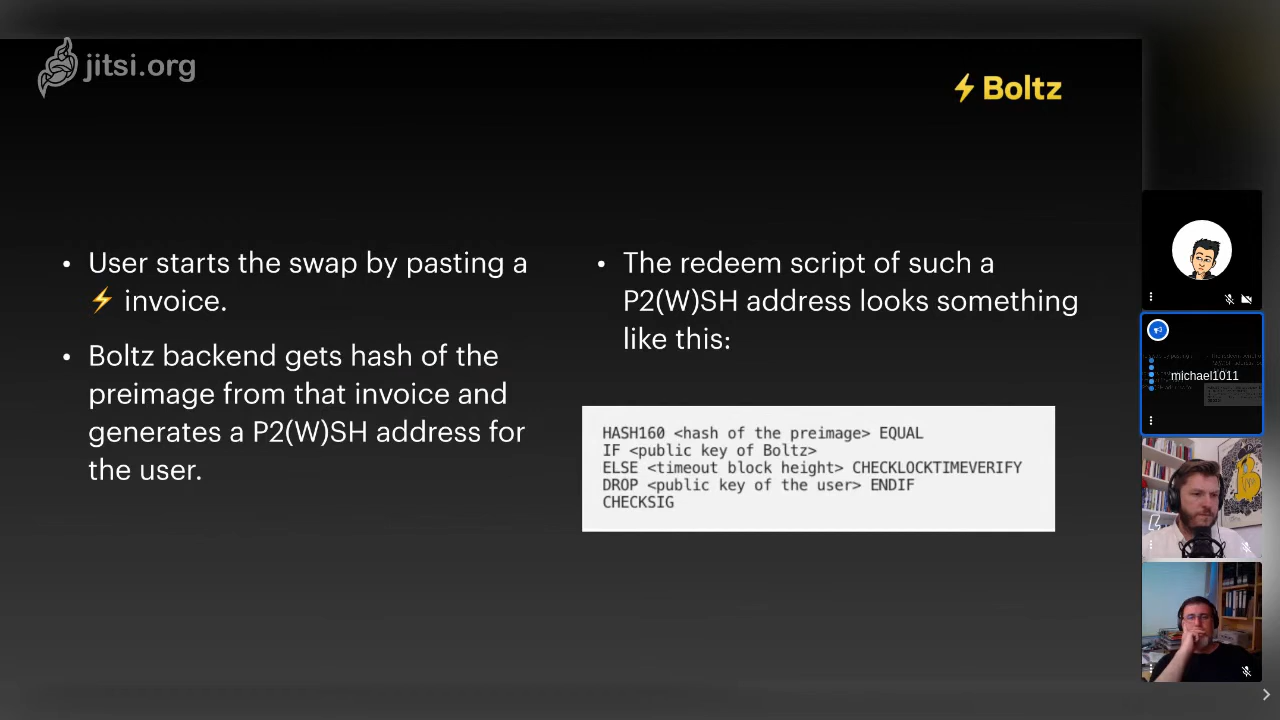 jitsi.org
⚡ Boltz
• User starts the swap by pasting a
⚡ invoice.
• Boltz backend gets hash of the
preimage from that invoice and
generates a P2(W)SH address for
the user.
• The redeem script of such a
P2(W)SH address looks something
like this:
HASH160 <hash of the preimage> EQUAL
IF <public key of Boltz>
ELSE <timeout block height> CHECKLOCKTIMEVERIFY
DROP <public key of the user> ENDIF
CHECKSIG
michael1011